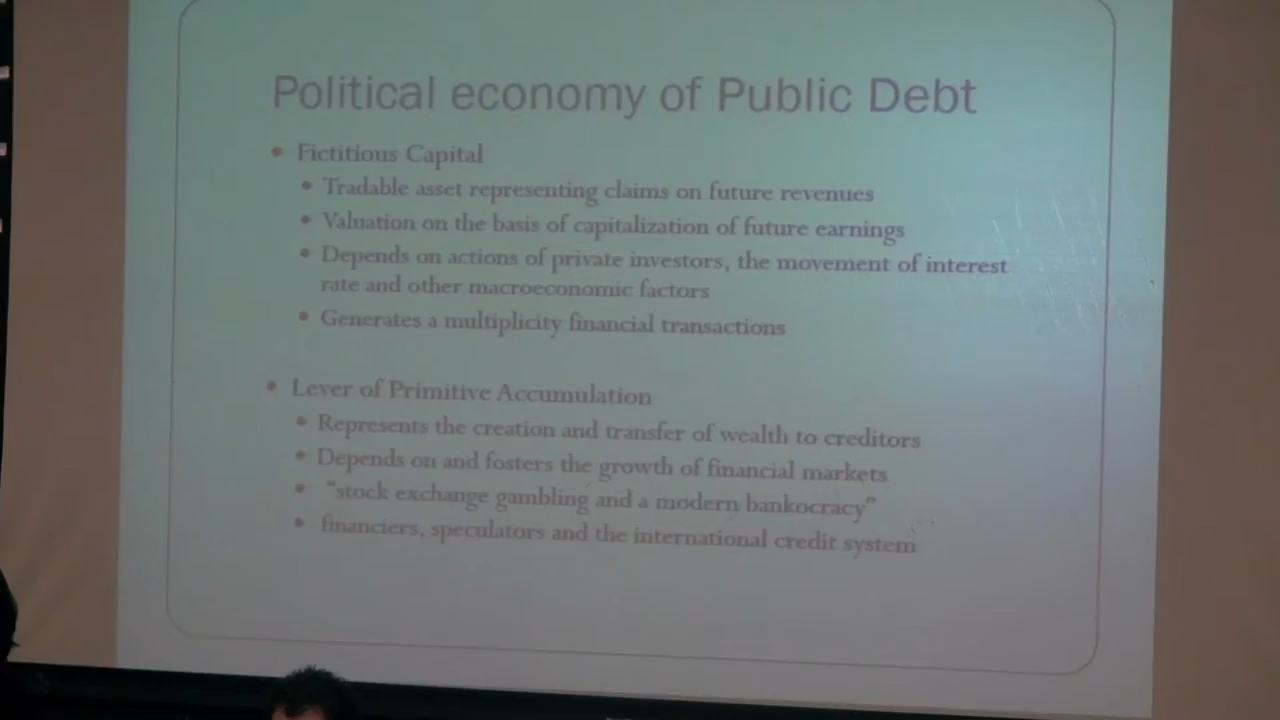 Political economy of Public Debt
• Fictitious Capital
• Tradable asset representing claims on future revenues
• Valuation on the basis of capitalization of future earnings
• Depends on actions of private investors, the movement of interest
rate and other macroeconomic factors
• Generates a multiplicity financial transactions
• Lever of Primitive Accumulation
• Represents the creation and transfer of wealth to creditors
• Depends on and fosters the growth of financial markets
• “stock exchange gambling and a modern bankocracy”
• financiers, speculators and the international credit system